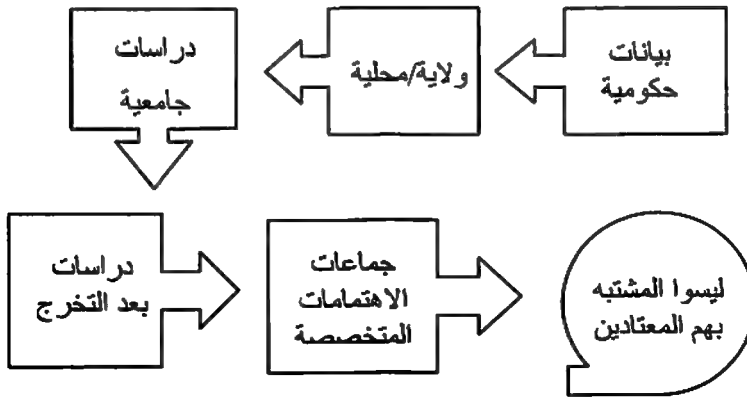 بيانات
حكومية
ولاية/محلية
دراسات
جامعية
دراسات
بعد التخرج
جماعات
الاهتمامات
المتخصصة
ليسوا المشتبه
بهم المعتادين